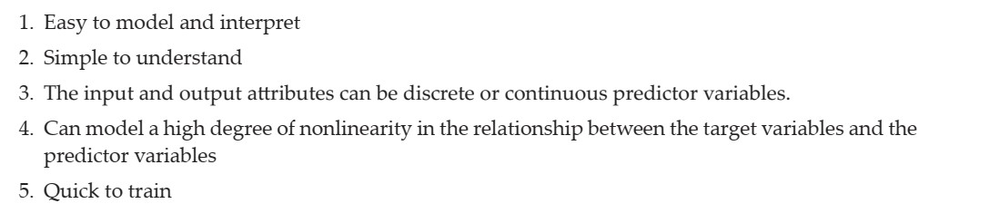 1. Easy to model and interpret
2. Simple to understand
3. The input and output attributes can be discrete or continuous predictor variables.
4. Can model a high degree of nonlinearity in the relationship between the target variables and the
predictor variables
5. Quick to train